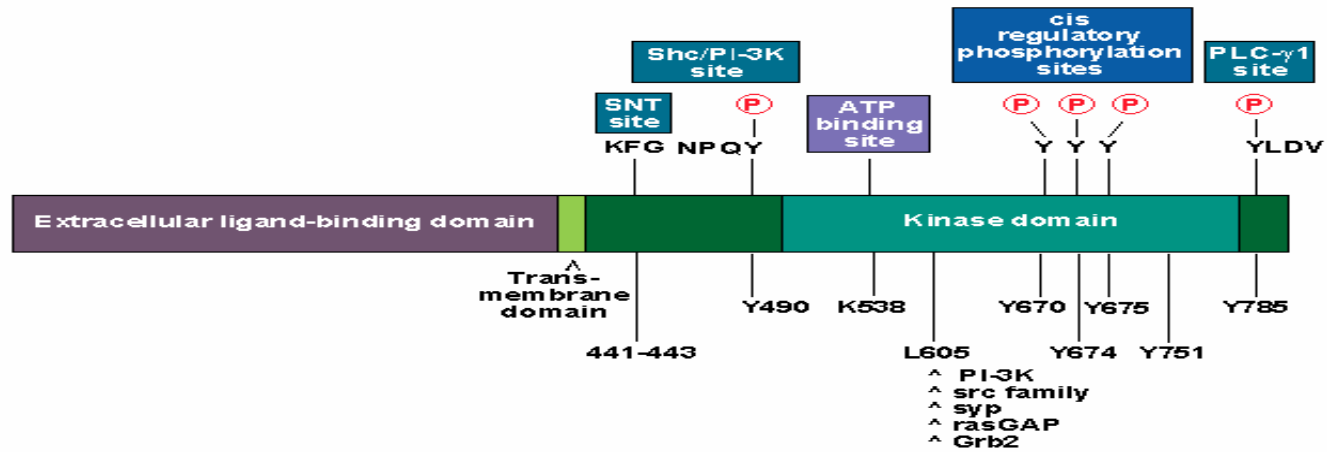 cis
regulatory
phosphorylation
sites
Shc/PI-3K
site
PLC-γ1
site
SNT
site
P
ATP
binding
site
P P P
P
KFG NPQY
Y Y Y
YLDV
Extracellular ligand-binding domain
Kinase domain
^
Trans-
membrane
domain
Y490
K538
Y670
Y675
Y785
441-443
L605
Y674
Y751
^ PI-3K
^ src family
^ syp
^ rasGAP
^ Grb2